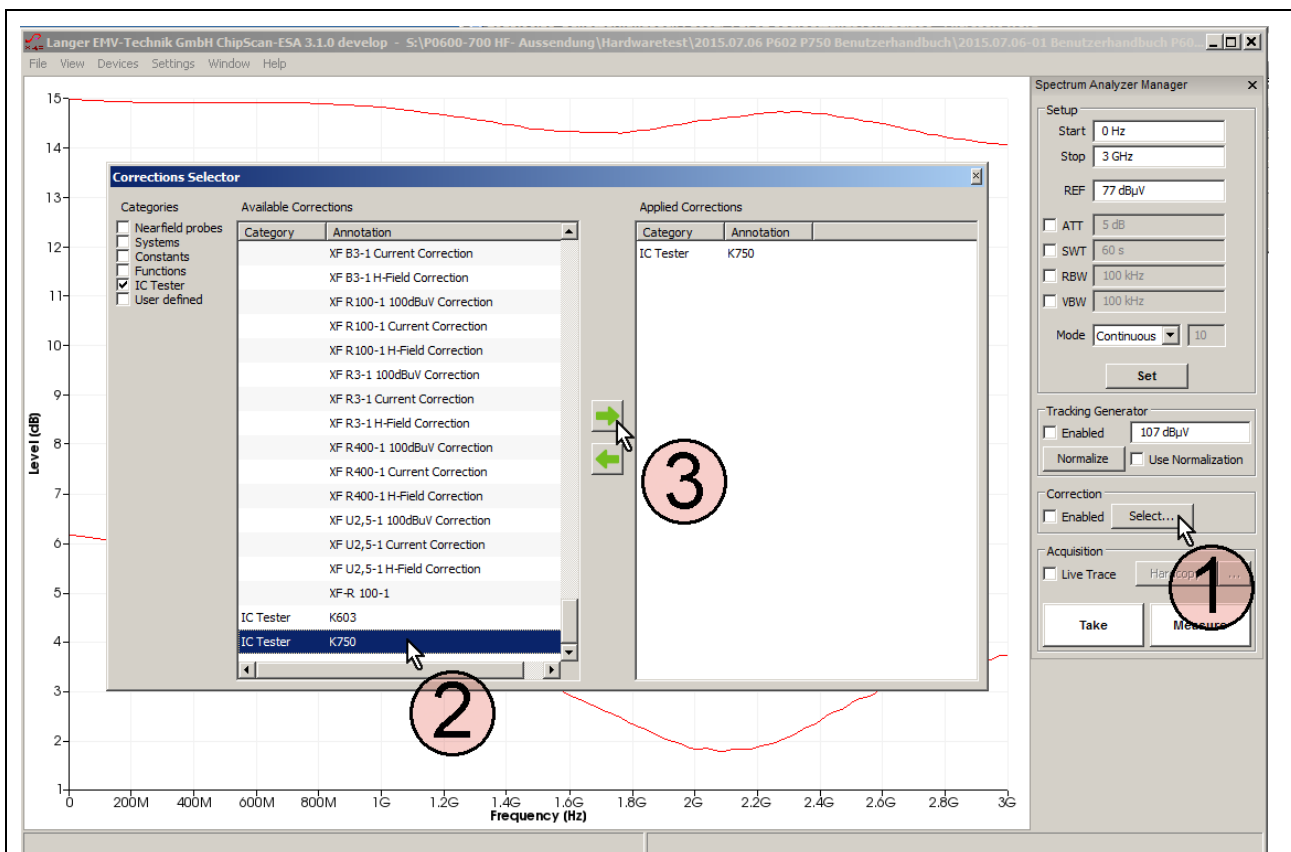 Langer EMV-Technik GmbH ChipScan-ESA 3.1.0 develop - S:\P0600-700 HF- Aussendung\Hardwaretest\2015.07.06 P602 P750 Benutzerhandbuch\2015.07.06-01 Benutzerhandbuch P60...
File View Devices Settings Window Help
Spectrum Analyzer Manager
Setup
Start 0 Hz
Stop 3 GHz
REF 77 dBµV
ATT 5 dB
SWT 60 s
RBW 100 kHz
VBW 100 kHz
Mode Continuous 10
Set
Tracking Generator
Enabled 107 dBµV
Normalize Use Normalization
Correction
Enabled Select...
Acquisition
Live Trace ...
Take Measure
1
Corrections Selector
Categories
Nearfield probes
Systems
Constants
Functions
IC Tester
User defined
Available Corrections
Category Annotation
XF B3-1 Current Correction
XF B3-1 H-Field Correction
XF R100-1 100dBuV Correction
XF R100-1 Current Correction
XF R100-1 H-Field Correction
XF R3-1 100dBuV Correction
XF R3-1 Current Correction
XF R3-1 H-Field Correction
XF R400-1 100dBuV Correction
XF R400-1 Current Correction
XF R400-1 H-Field Correction
XF U2,5-1 100dBuV Correction
XF U2,5-1 Current Correction
XF U2,5-1 H-Field Correction
XF-R 100-1
IC Tester K603
IC Tester K750
2
3
Applied Corrections
Category Annotation
IC Tester K750
Level (dB)
15
14
13
12
11
10
9
8
7
6
5
4
3
2
1
0 200M 400M 600M 800M 1G 1.2G 1.4G 1.6G 1.8G 2G 2.2G 2.4G 2.6G 2.8G 3G
Frequency (Hz)